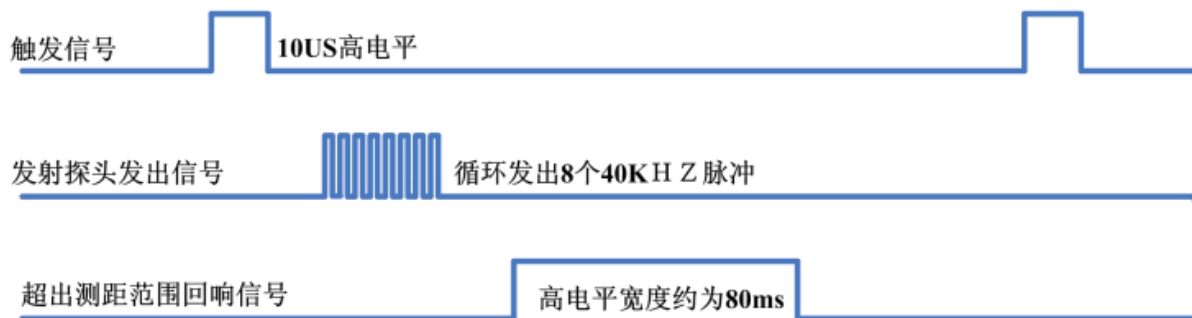 触发信号 10US高电平
发射探头发出信号 循环发出8个40KＨＺ脉冲
超出测距范围回响信号 高电平宽度约为80ms